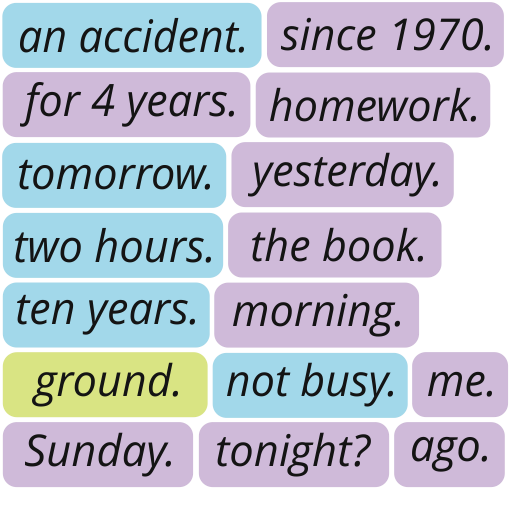 an accident. since 1970.
for 4 years. homework.
tomorrow. yesterday.
two hours. the book.
ten years. morning.
ground. not busy. me.
Sunday. tonight? ago.